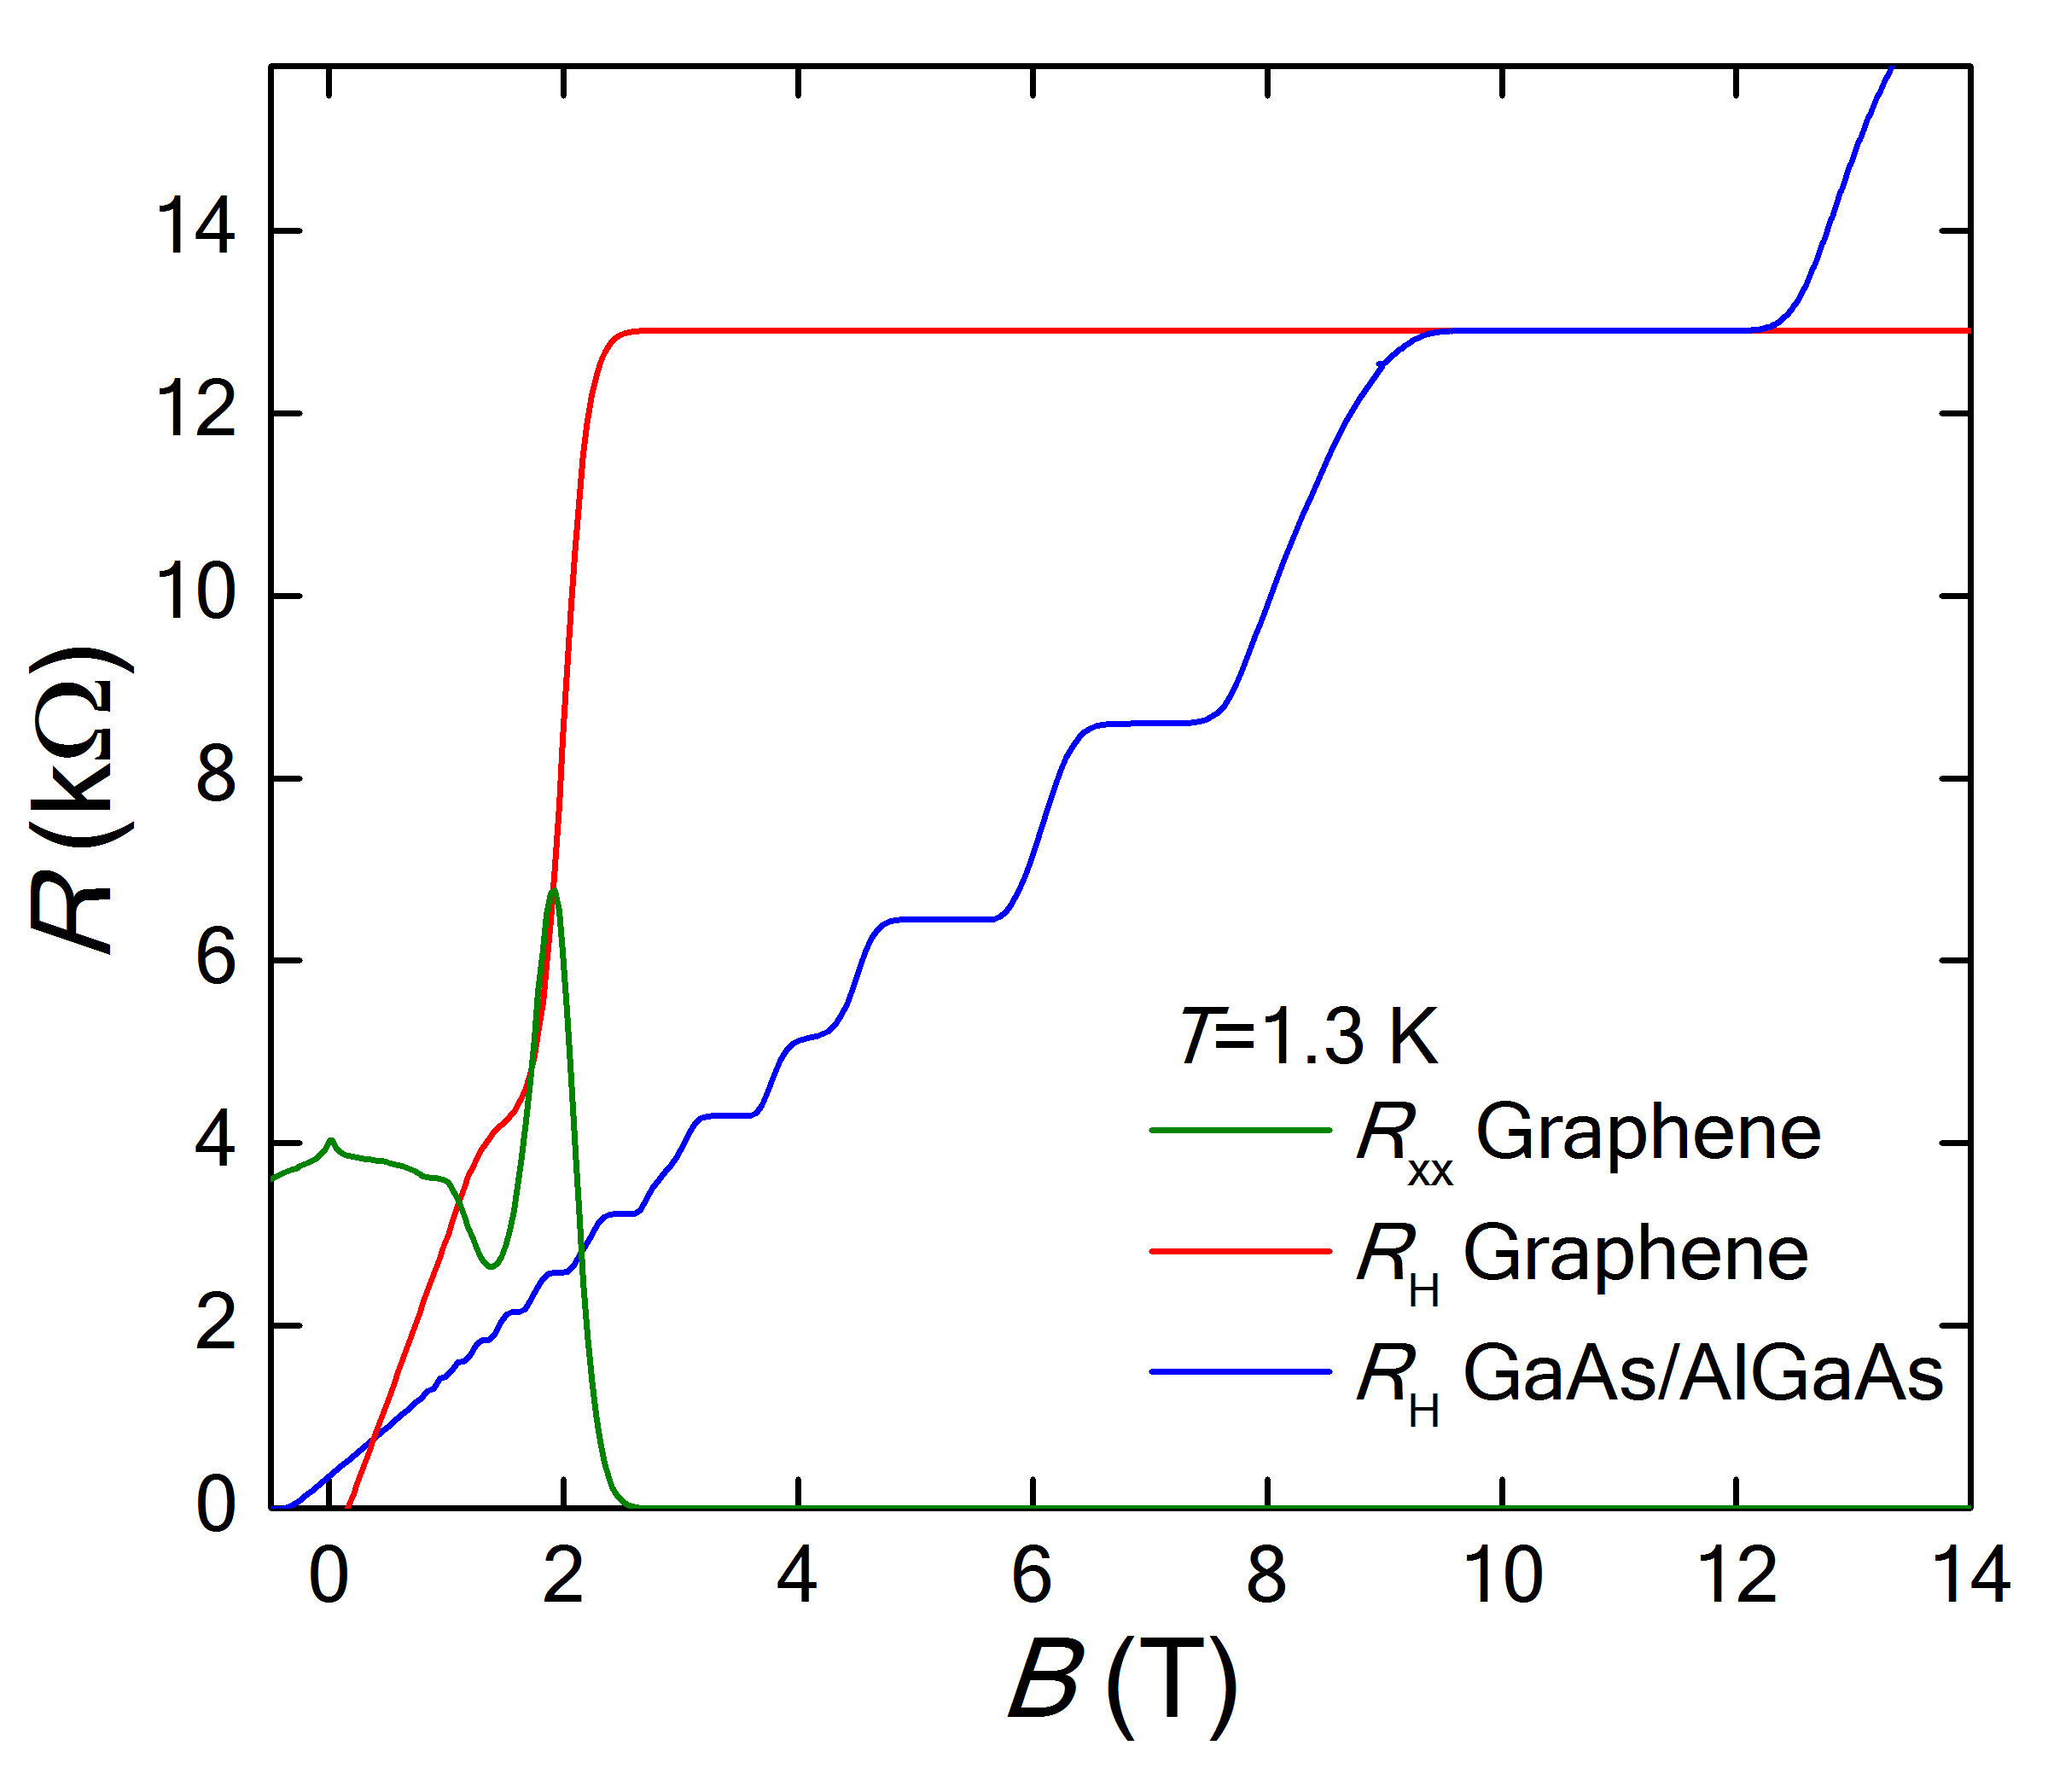 R (kΩ)
14
12
10
8
6
4
2
0
T=1.3 K
Rxx Graphene
RH Graphene
RH GaAs/AlGaAs
0 2 4 6 8 10 12 14
B (T)